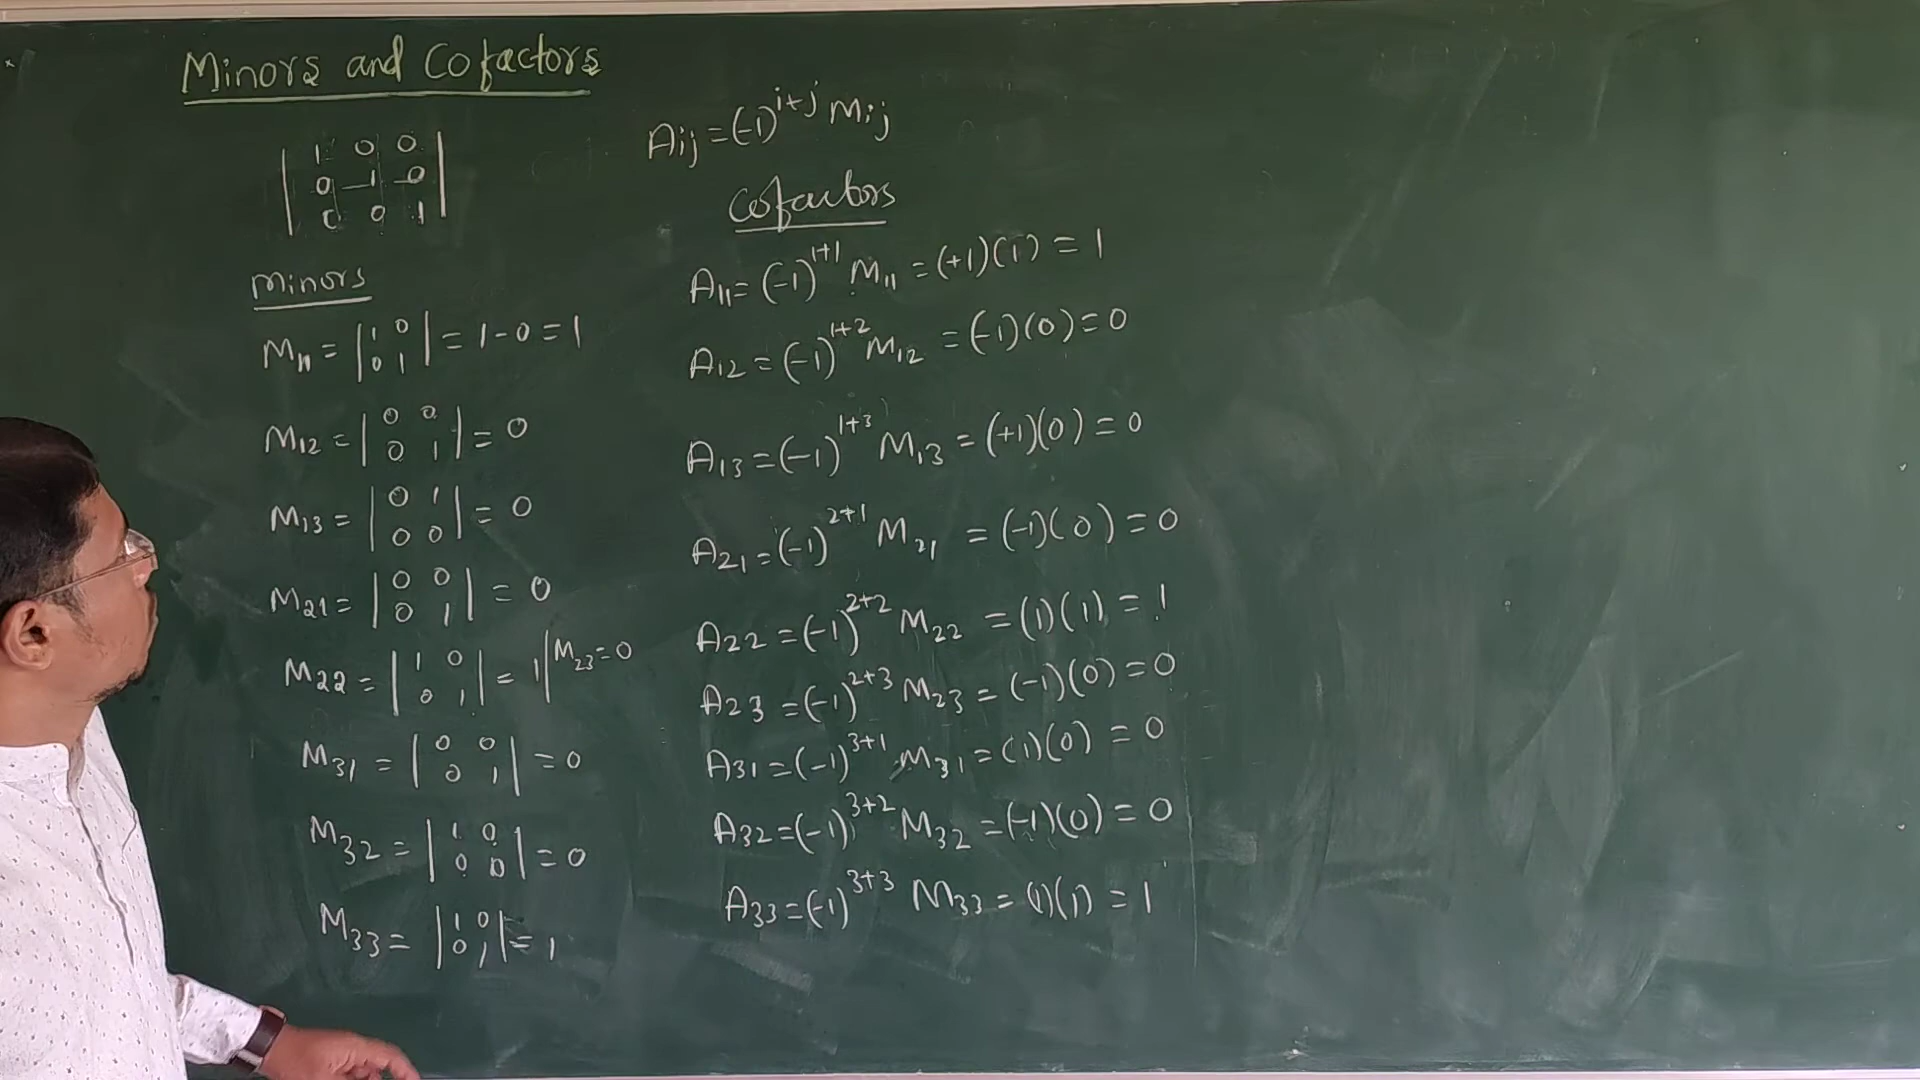 Minors and Cofactors
| 1 0 0 |
| 0 1 0 |
| 0 0 1 |
Minors
M11 = | 1 0 | = 1 - 0 = 1
| 0 1 |
M12 = | 0 0 | = 0
| 0 1 |
M13 = | 0 1 | = 0
| 0 0 |
M21 = | 0 0 | = 0
| 0 1 |
M22 = | 1 0 | = 1 | M23 = 0
| 0 1 |
M31 = | 0 0 | = 0
| 0 1 |
M32 = | 1 0 | = 0
| 0 0 |
M33 = | 1 0 | = 1
| 0 1 |
Aij = (-1)^i+j Mij
Cofactors
A11 = (-1)^1+1 M11 = (+1)(1) = 1
A12 = (-1)^1+2 M12 = (-1)(0) = 0
A13 = (-1)^1+3 M13 = (+1)(0) = 0
A21 = (-1)^2+1 M21 = (-1)(0) = 0
A22 = (-1)^2+2 M22 = (1)(1) = 1
A23 = (-1)^2+3 M23 = (-1)(0) = 0
A31 = (-1)^3+1 M31 = (1)(0) = 0
A32 = (-1)^3+2 M32 = (-1)(0) = 0
A33 = (-1)^3+3 M33 = (1)(1) = 1